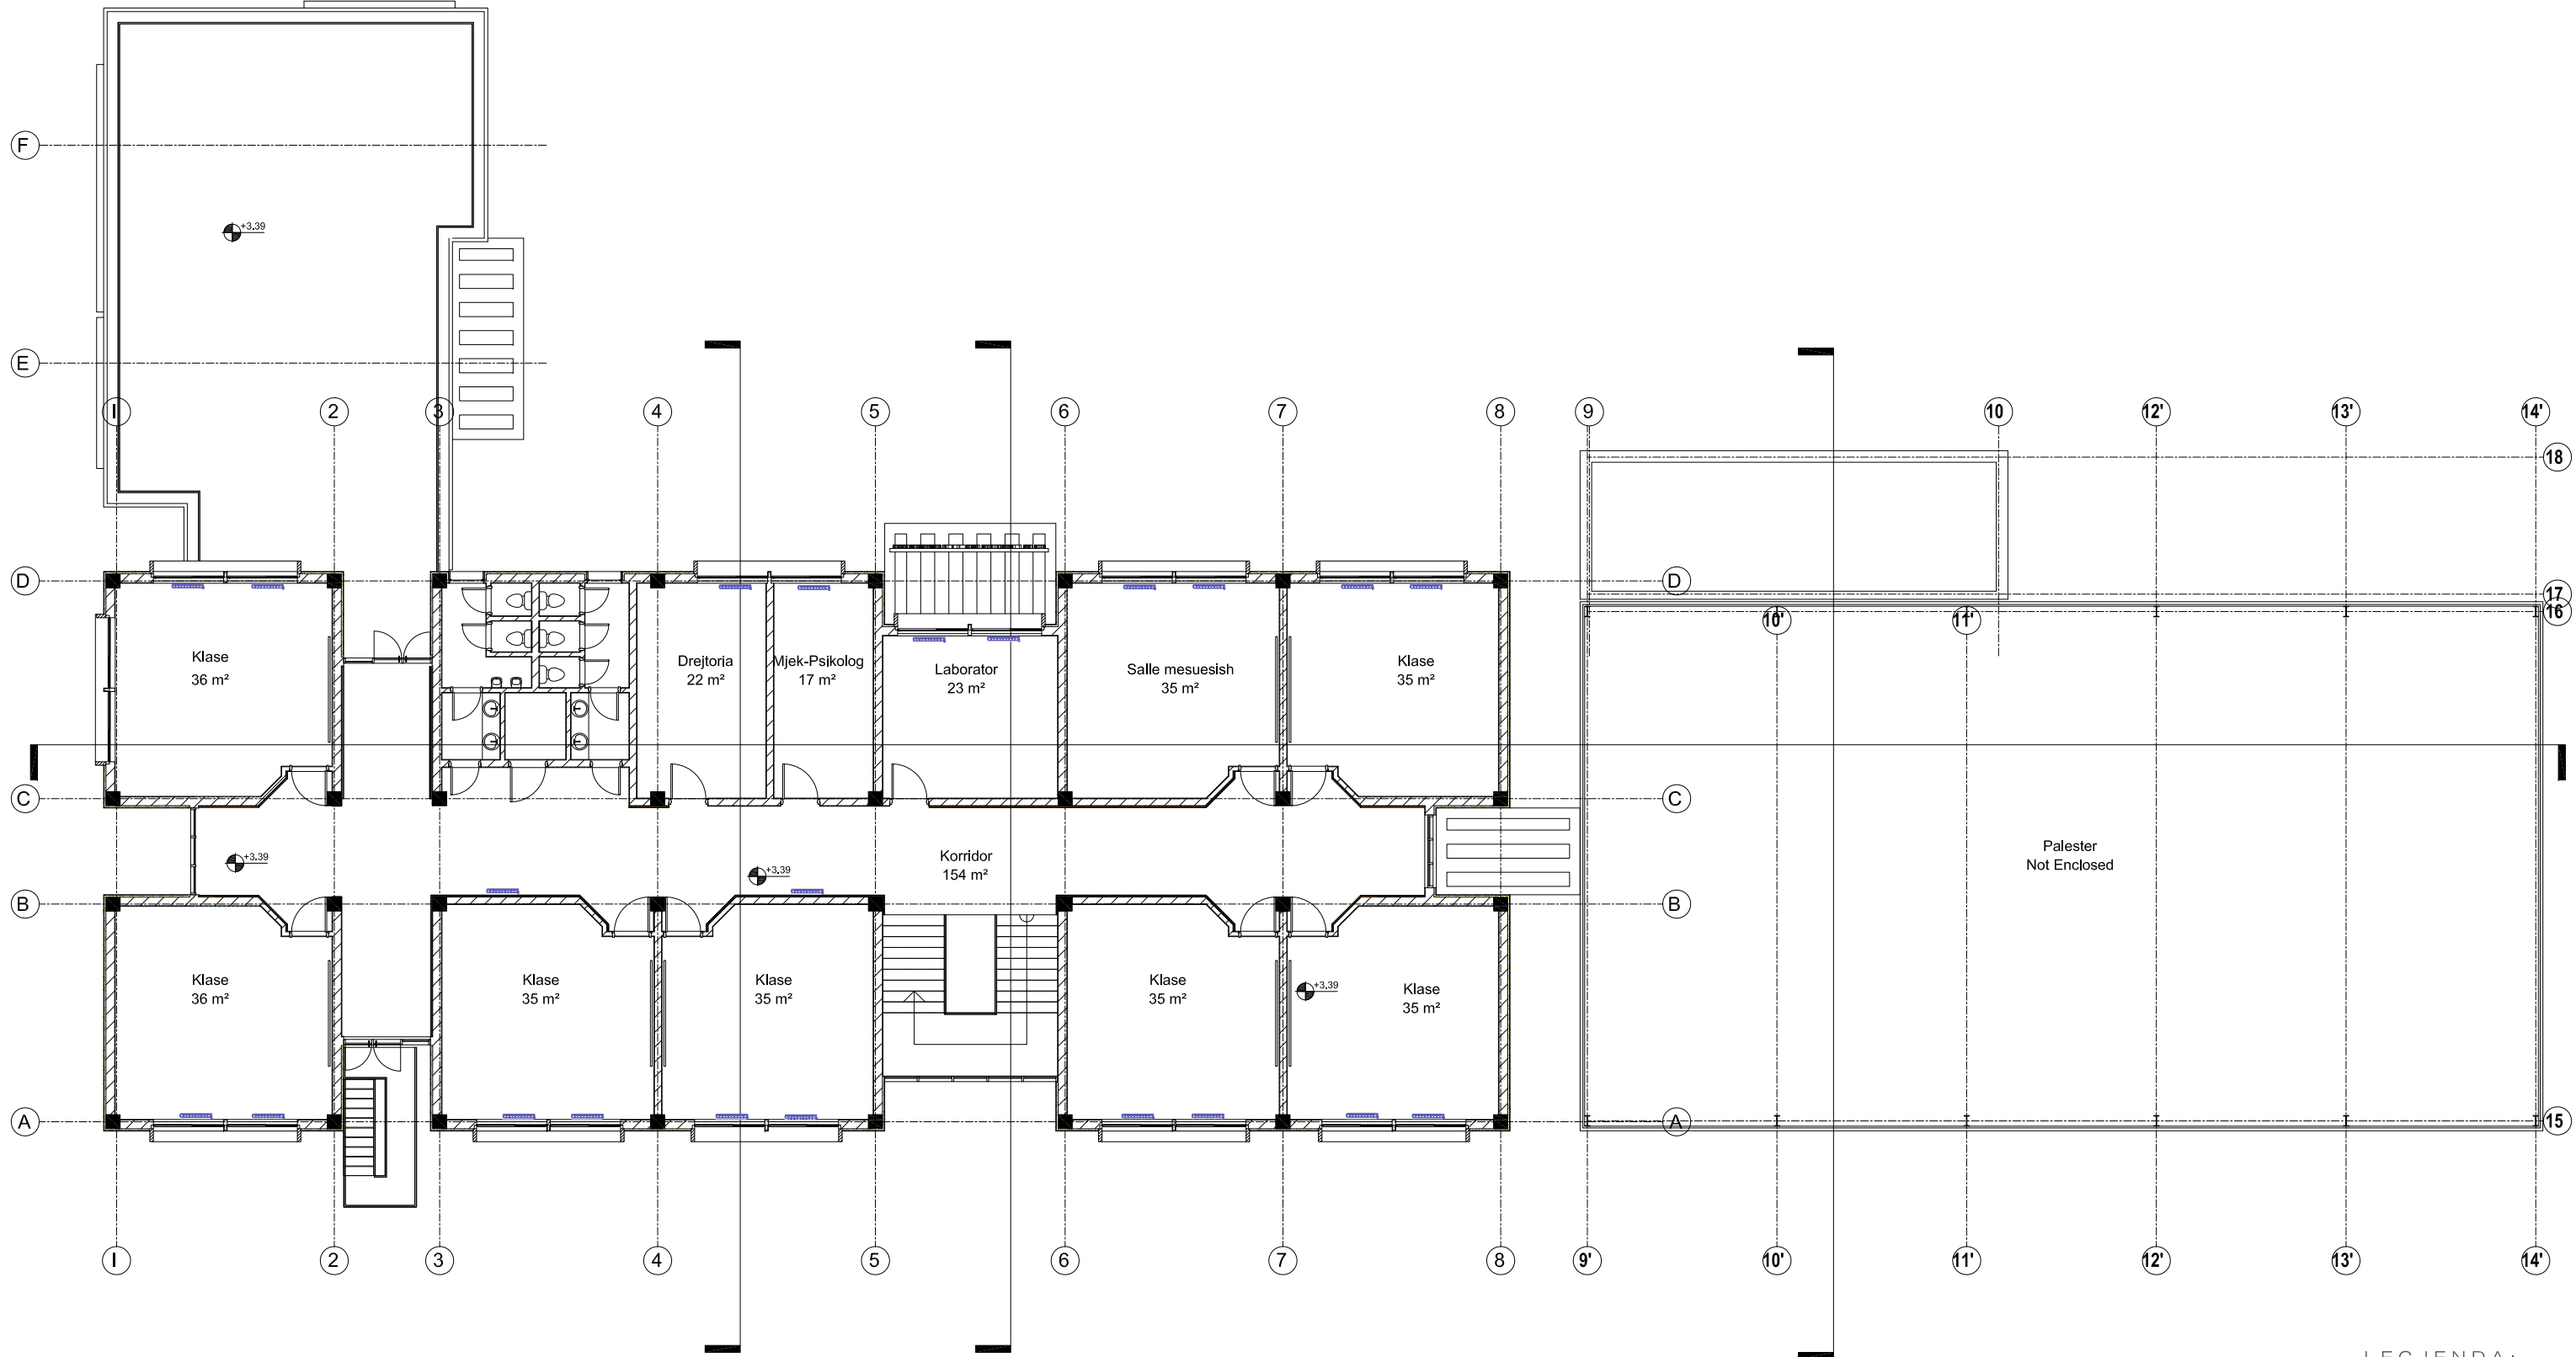 F
+3.39
E
I
2
3
4
5
6
7
8
9
10
12'
13'
14'
18
D
D
17
16
10'
11'
Klase
36 m²
Drejtoria
22 m²
Mjek-Psikolog
17 m²
Laborator
23 m²
Salle mesuesish
35 m²
Klase
35 m²
C
C
+3.39
+3.39
Korridor
154 m²
Palester
Not Enclosed
B
B
Klase
36 m²
Klase
35 m²
Klase
35 m²
Klase
35 m²
+3.39
Klase
35 m²
A
A
15
I
2
3
4
5
6
7
8
9'
10'
11'
12'
13'
14'